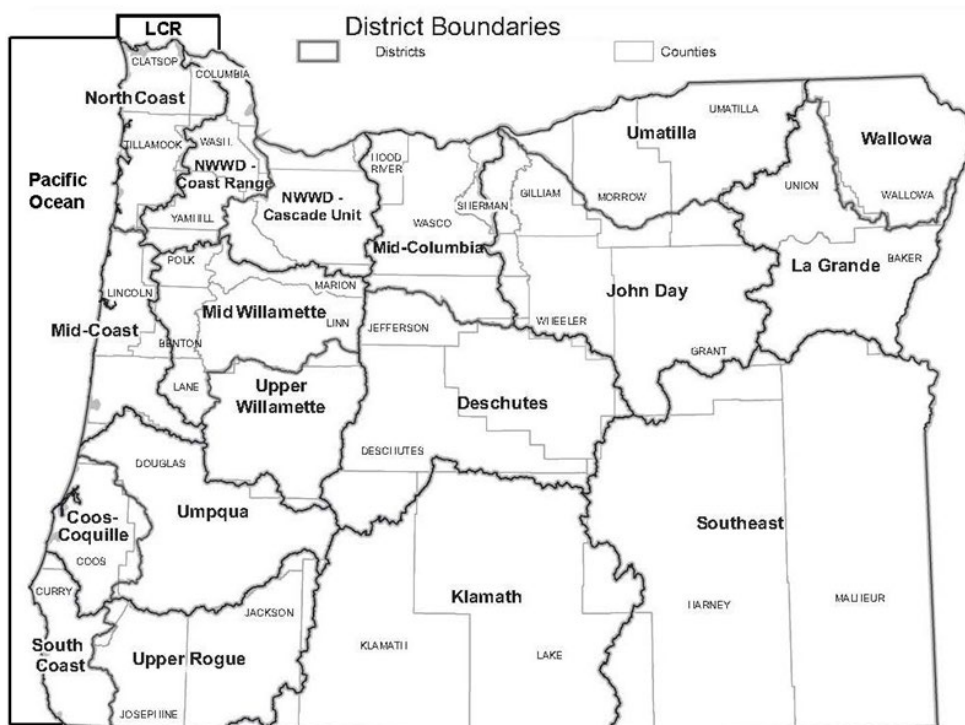 LCR
District Boundaries
Districts
Counties
CLATSOP
COLUMBIA
North Coast
UMATILLA
Umatilla
Wallowa
TILLAMOOK
WASH.
HOOD
RIVER
Pacific
Ocean
NWWD -
Coast Range
NWWD -
Cascade Unit
UNION
GILLIAM
MORROW
WALLOWA
SHERMAN
YAMHILL
WASCO
Mid-Columbia
POLK
BAKER
La Grande
MARION
LINCOLN
John Day
Mid Willamette
Mid-Coast
LINN
JEFFERSON
WHEELER
BENTON
GRANT
LANE
Upper
Willamette
Deschutes
DESCHUTES
DOUGLAS
Umpqua
Coos-
Coquille
Southeast
COOS
CURRY
Klamath
JACKSON
HARNEY
MALHEUR
South
Coast
Upper Rogue
KLAMATH
LAKE
JOSEPHINE